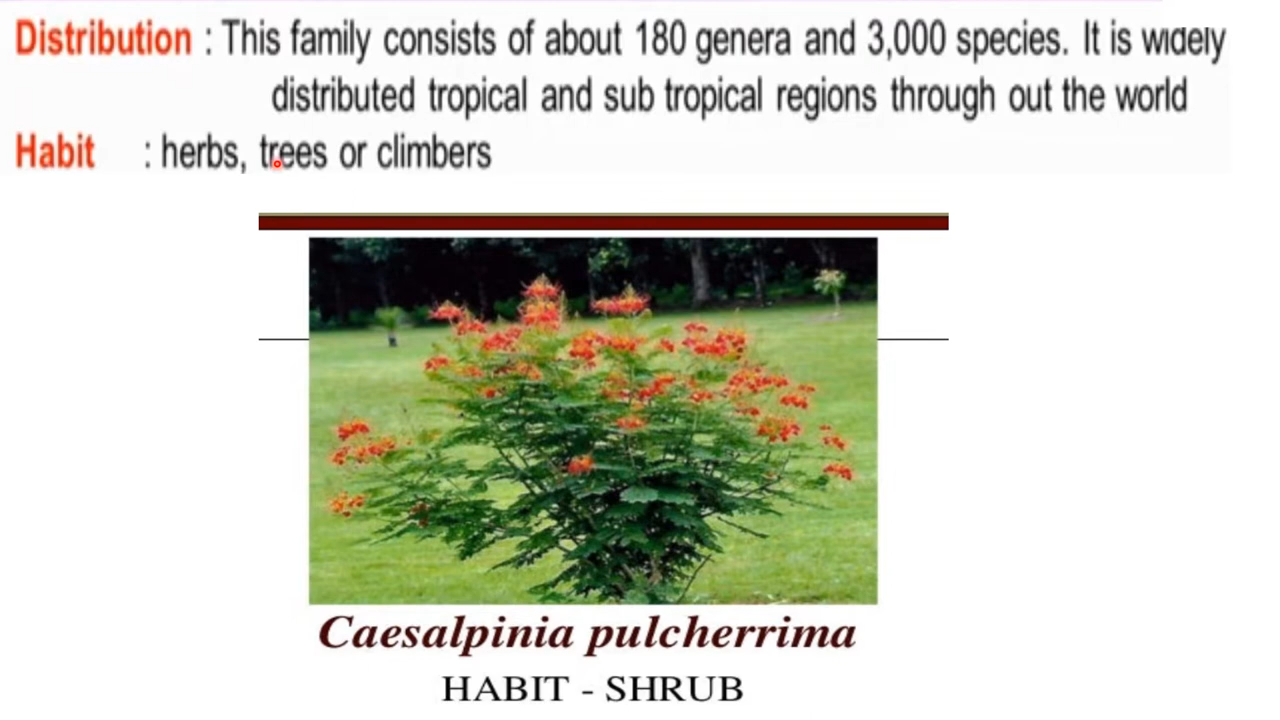 Distribution : This family consists of about 180 genera and 3,000 species. It is widely
distributed tropical and sub tropical regions through out the world
Habit : herbs, trees or climbers
Caesalpinia pulcherrima
HABIT - SHRUB